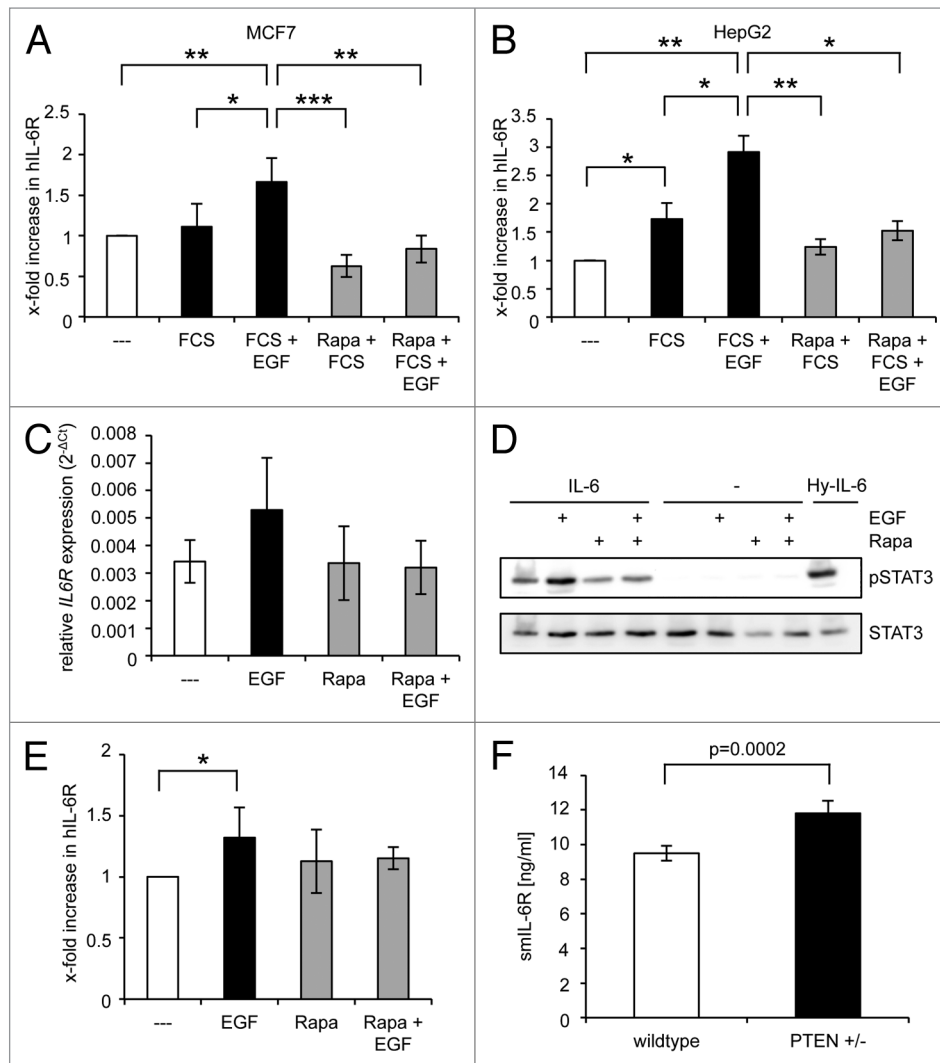 A
MCF7
**
**
*
***
x-fold increase in hIL-6R
2.5
2
1.5
1
0.5
0
---
FCS
FCS +
EGF
Rapa +
FCS
Rapa +
FCS +
EGF
B
HepG2
**
*
*
**
*
x-fold increase in hIL-6R
3.5
3
2.5
2
1.5
1
0.5
0
---
FCS
FCS +
EGF
Rapa +
FCS
Rapa +
FCS +
EGF
C
relative IL6R expression (2-ΔCt)
0.008
0.007
0.006
0.005
0.004
0.003
0.002
0.001
0
---
EGF
Rapa
Rapa +
EGF
D
IL-6 - Hy-IL-6
+ + + + EGF
+ + + + Rapa
pSTAT3
STAT3
E
*
x-fold increase in hIL-6R
2
1.5
1
0.5
0
---
EGF
Rapa
Rapa +
EGF
F
p=0.0002
smIL-6R [ng/ml]
14
12
10
8
6
4
2
0
wildtype
PTEN +/-